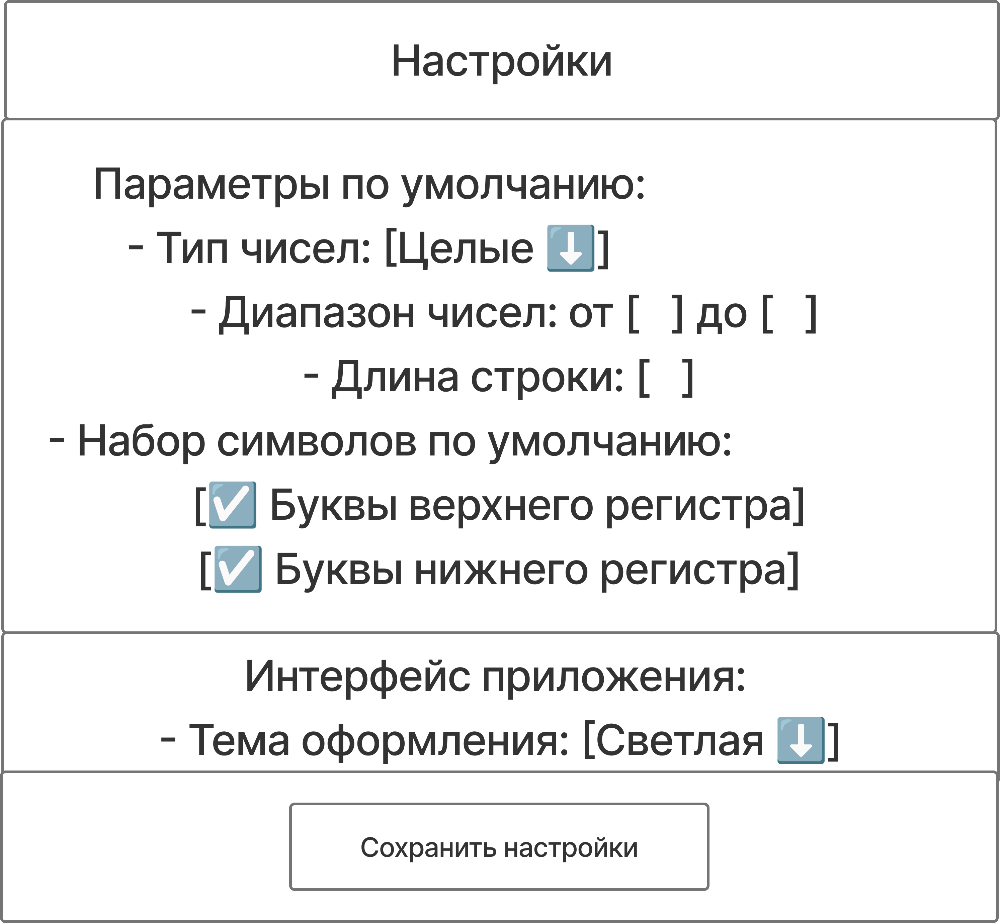 Настройки
Параметры по умолчанию:
- Тип чисел: [Целые ⬇️]
- Диапазон чисел: от [   ] до [   ]
- Длина строки: [   ]
- Набор символов по умолчанию:
[☑️ Буквы верхнего регистра]
[☑️ Буквы нижнего регистра]
Интерфейс приложения:
- Тема оформления: [Светлая ⬇️]
Сохранить настройки